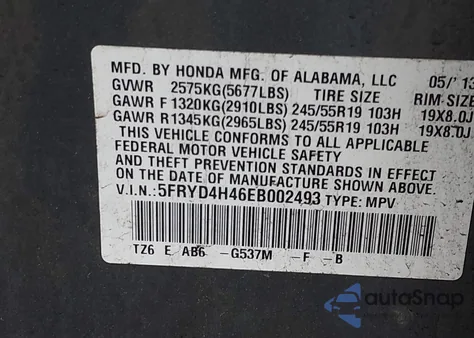 MFD. BY HONDA MFG. OF ALABAMA, LLC 05/'13
GVWR 2575KG(5677LBS) TIRE SIZE RIM SIZE
GAWR F 1320KG(2910LBS) 245/55R19 103H 19X8.0J
GAWR R1345KG(2965LBS) 245/55R19 103H 19X8.0J
THIS VEHICLE CONFORMS TO ALL APPLICABLE
FEDERAL MOTOR VEHICLE SAFETY
AND THEFT PREVENTION STANDARDS IN EFFECT
ON THE DATE OF MANUFACTURE SHOWN ABOVE.
V.I.N.:5FRYD4H46EB002493 TYPE: MPV
TZ6 E AB6 -G537M -F -B
autoSnap